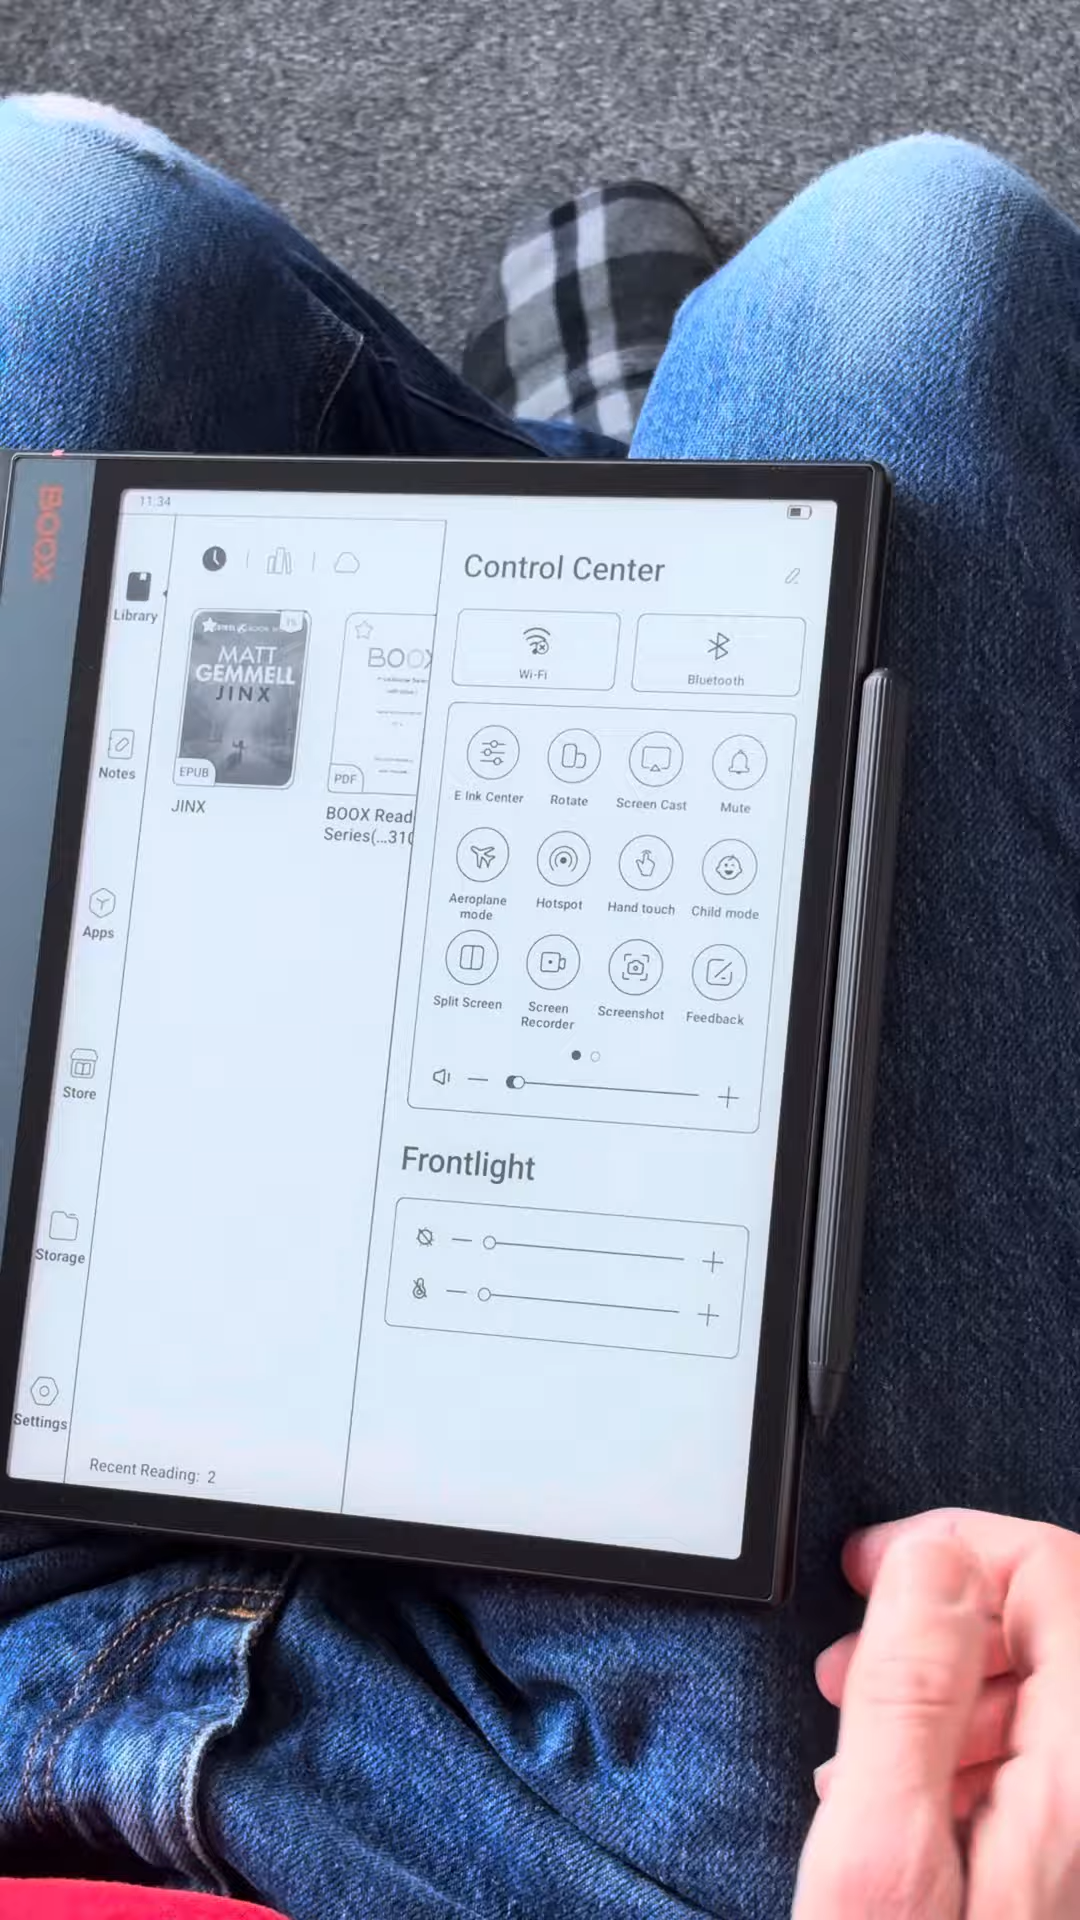 BOOX
11:34
Library
Notes
Apps
Store
Storage
Settings
MATT
GEMMELL
JINX
EPUB
JINX
BOOX
PDF
BOOX Read
Series(...310
Recent Reading: 2
Control Center
Wi-Fi
Bluetooth
E Ink Center
Rotate
Screen Cast
Mute
Aeroplane
mode
Hotspot
Hand touch
Child mode
Split Screen
Screen
Recorder
Screenshot
Feedback
Frontlight